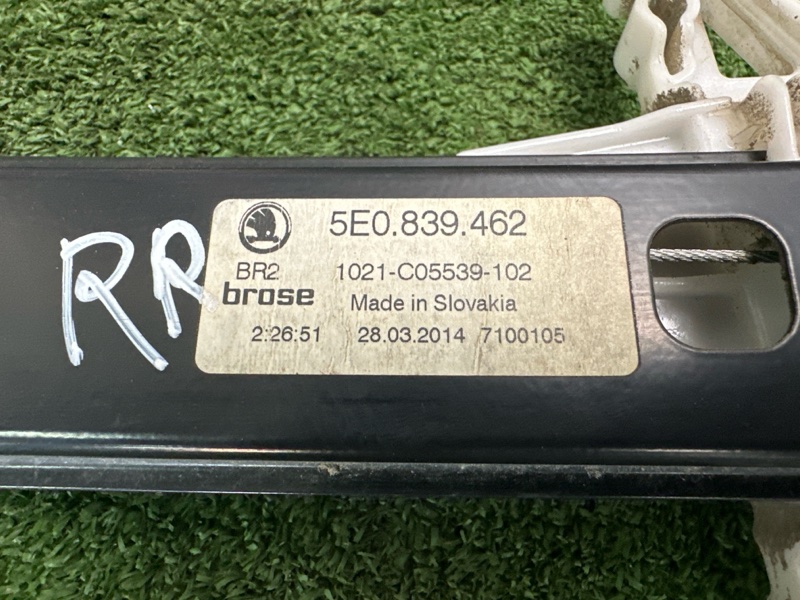 RR
5E0.839.462
BR2 1021-C05539-102
brose Made in Slovakia
2:26:51 28.03.2014 7100105